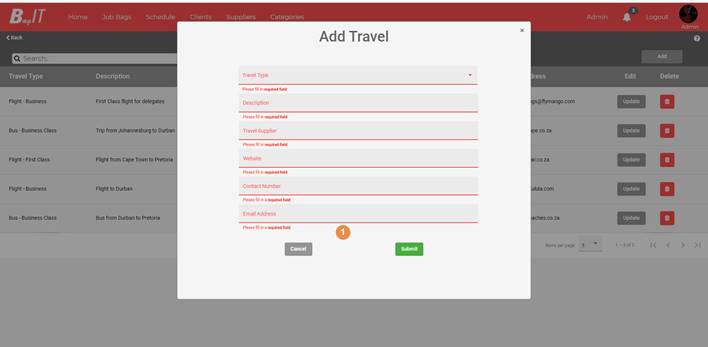 BagIT Home Job Bags Schedule Clients Suppliers Categories Admin 3 Logout
Admin
Back
Add Travel
×
Search...
Add
Travel Type Description dress Edit Delete
Travel Type
Please fill in required field
Flight - Business First Class flight for delegates gs@flymango.com Update
Description
Please fill in required field
Bus - Business Class Trip from Johannesburg to Durban pe.co.za Update
Travel Supplier
Please fill in required field
Flight - First Class. Flight from Cape Town to Pretoria air.co.za Update
Website
Please fill in required field
Flight - Business Flight to Durban ulula.com Update
Contact Number
Please fill in a required field
Bus - Business Class Bus from Durban to Pretoria aches.co.za Update
Email Address
Please fill in a required field
1
Items per page: 5 1 – 5 of 5
Cancel Submit